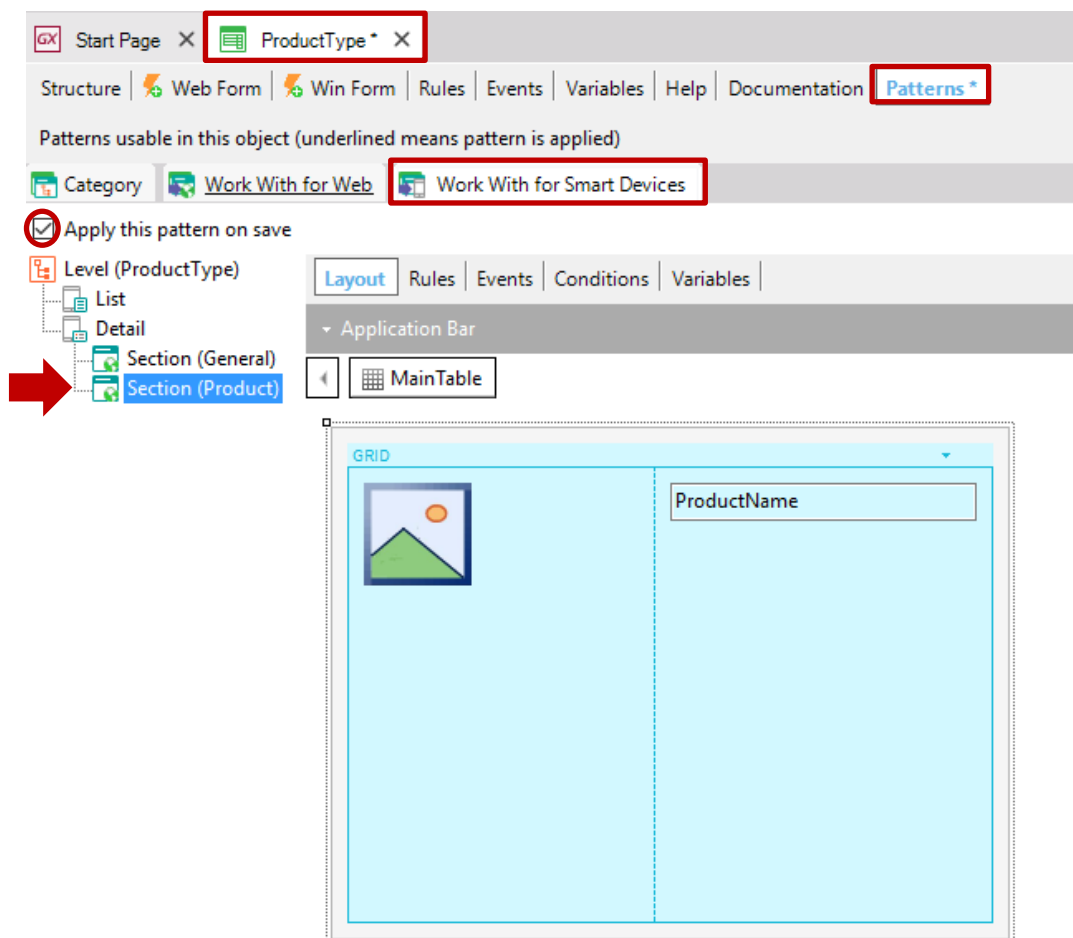 GX Start Page ProductType *
Structure Web Form Win Form Rules Events Variables Help Documentation Patterns *
Patterns usable in this object (underlined means pattern is applied)
Category Work With for Web Work With for Smart Devices
Apply this pattern on save
Level (ProductType)
List
Detail
Section (General)
Section (Product)
Layout Rules Events Conditions Variables
Application Bar
MainTable
GRID
ProductName